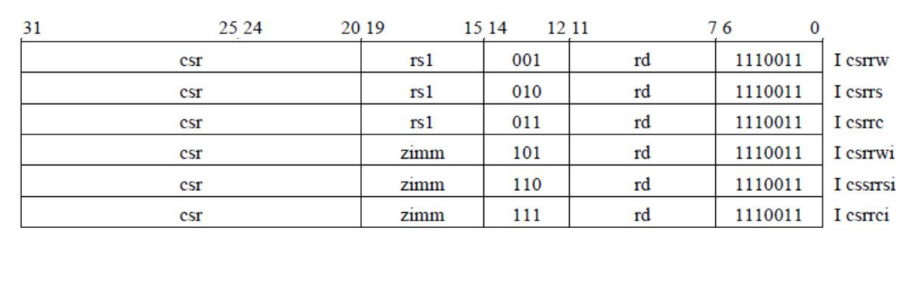 31 25 24 20 19 15 14 12 11 7 6 0
csr rs1 001 rd 1110011 I csrrw
csr rs1 010 rd 1110011 I csrrs
csr rs1 011 rd 1110011 I csrrc
csr zimm 101 rd 1110011 I csrrwi
csr zimm 110 rd 1110011 I cssrrsi
csr zimm 111 rd 1110011 I csrrci